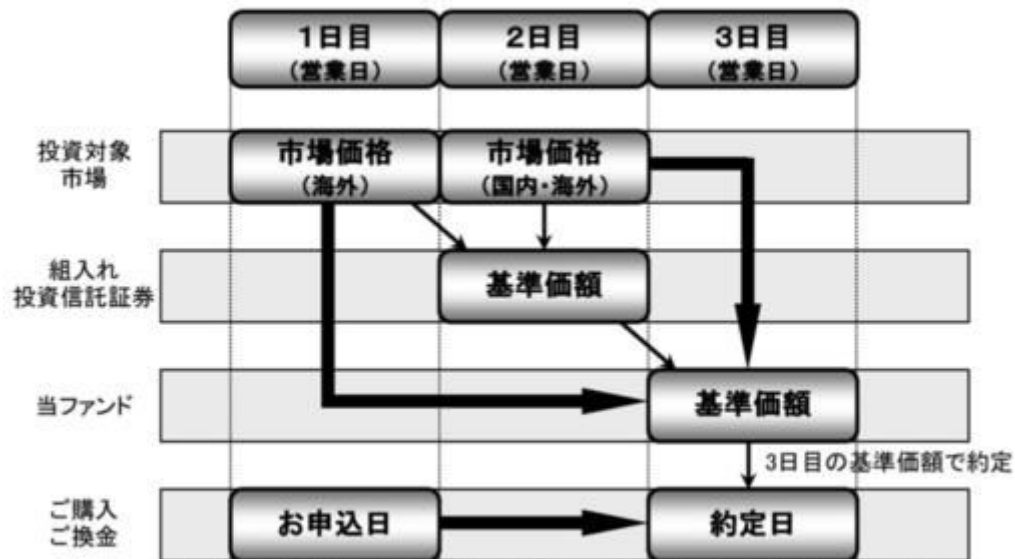 1日目
(営業日)
2日目
(営業日)
3日目
(営業日)
投資対象
市場
市場価格
(海外)
市場価格
(国内・海外)
組入れ
投資信託証券
基準価額
当ファンド
基準価額
3日目の基準価額で約定
ご購入
ご換金
お申込日
約定日